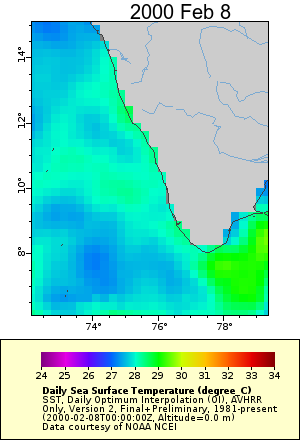 2000 Feb 8
14°
12°
10°
8°
74°
76°
78°
24 25 26 27 28 29 30 31 32 33 34
Daily Sea Surface Temperature (degree_C)
SST, Daily Optimum Interpolation (OI), AVHRR
Only, Version 2, Final+Preliminary, 1981-present
(2000-02-08T00:00:00Z, Altitude=0.0 m)
Data courtesy of NOAA NCEI